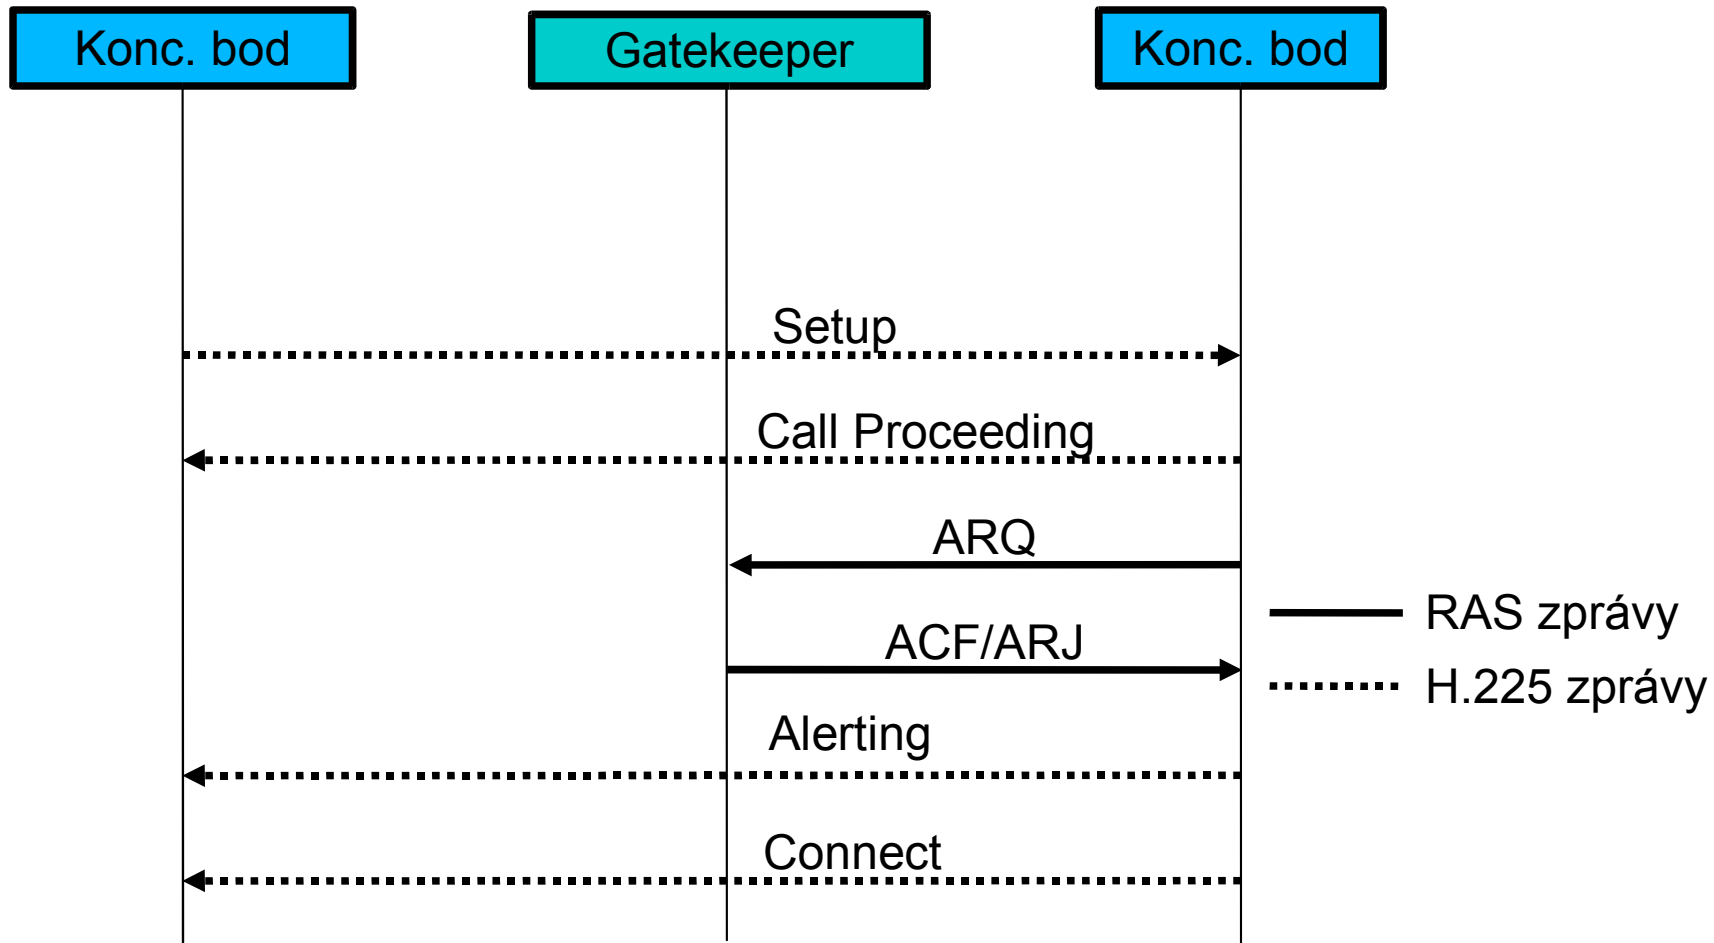 Konc. bod
Gatekeeper
Konc. bod
Setup
Call Proceeding
ARQ
ACF/ARJ
RAS zprávy
H.225 zprávy
Alerting
Connect